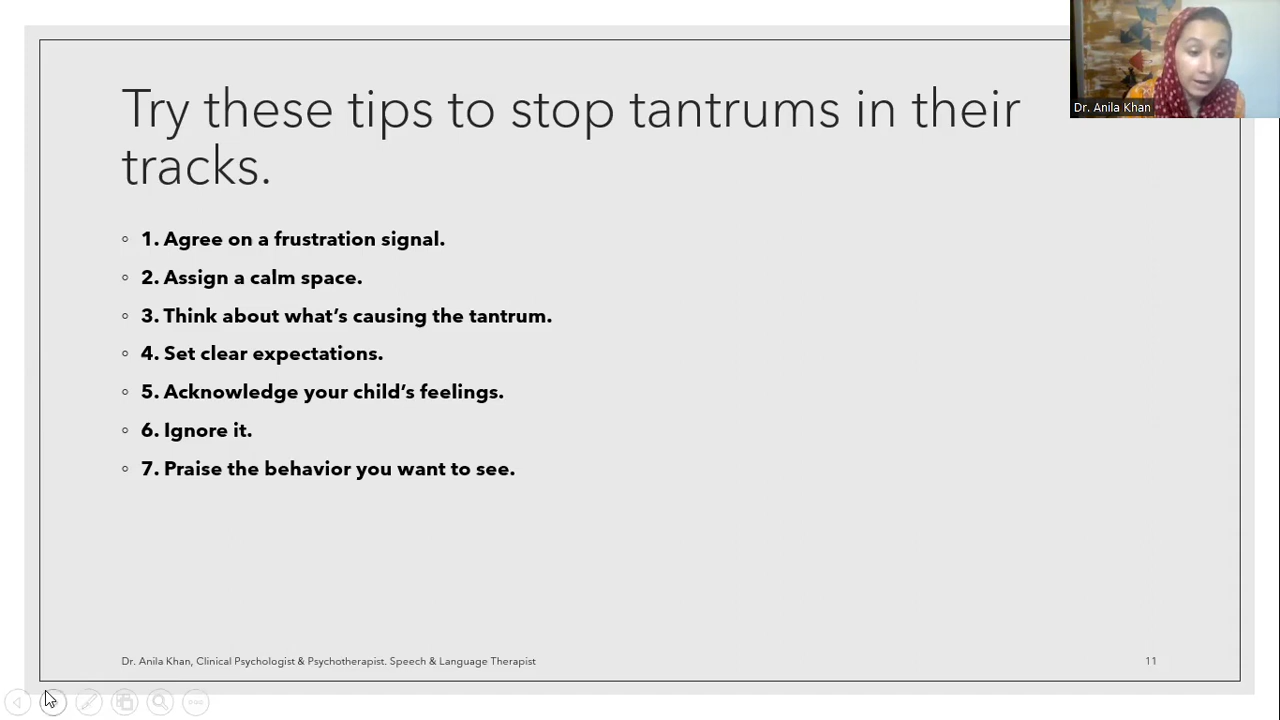 Dr. Anila Khan
Try these tips to stop tantrums in their
tracks.
1. Agree on a frustration signal.
2. Assign a calm space.
3. Think about what’s causing the tantrum.
4. Set clear expectations.
5. Acknowledge your child’s feelings.
6. Ignore it.
7. Praise the behavior you want to see.
Dr. Anila Khan, Clinical Psychologist & Psychotherapist. Speech & Language Therapist
11